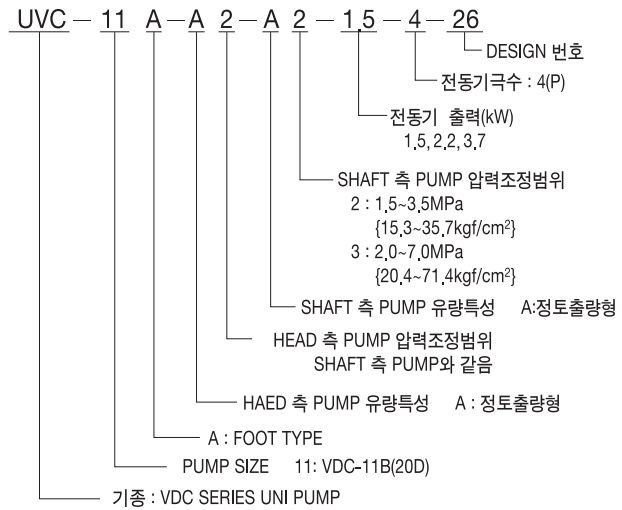 UVC - 11 A - A 2 - A 2 - 1.5 - 4 - 26
DESIGN 번호
전동기극수 : 4(P)
전동기 출력(kW)
1.5, 2.2, 3.7
SHAFT 측 PUMP 압력조정범위
2 : 1.5~3.5MPa
{15.3~35.7kgf/cm²}
3 : 2.0~7.0MPa
{20.4~71.4kgf/cm²}
SHAFT 측 PUMP 유량특성 A:정토출량형
HEAD 측 PUMP 압력조정범위
SHAFT 측 PUMP와 같음
HAED 측 PUMP 유량특성 A : 정토출량형
A : FOOT TYPE
PUMP SIZE 11: VDC-11B(20D)
기종 : VDC SERIES UNI PUMP